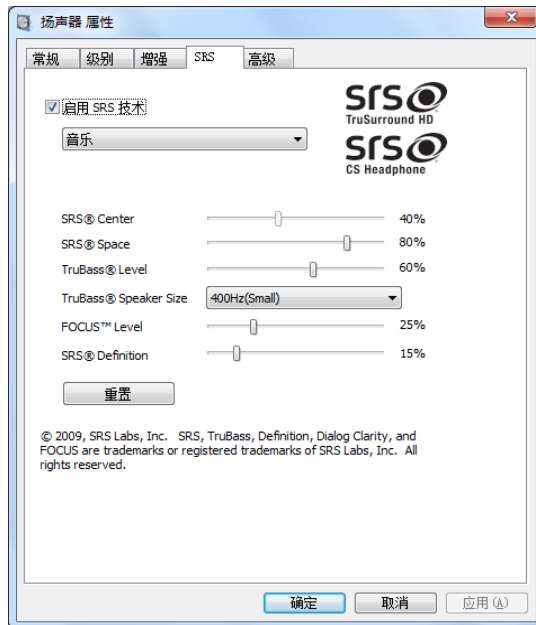 扬声器 属性
常规 级别 增强 SRS 高级
启用 SRS 技术
音乐
SRS
TruSurround HD
SRS
CS Headphone
SRS® Center 40%
SRS® Space 80%
TruBass® Level 60%
TruBass® Speaker Size 400Hz(Small)
FOCUS™ Level 25%
SRS® Definition 15%
重置
© 2009, SRS Labs, Inc. SRS, TruBass, Definition, Dialog Clarity, and
FOCUS are trademarks or registered trademarks of SRS Labs, Inc. All
rights reserved.
确定 取消 应用(A)